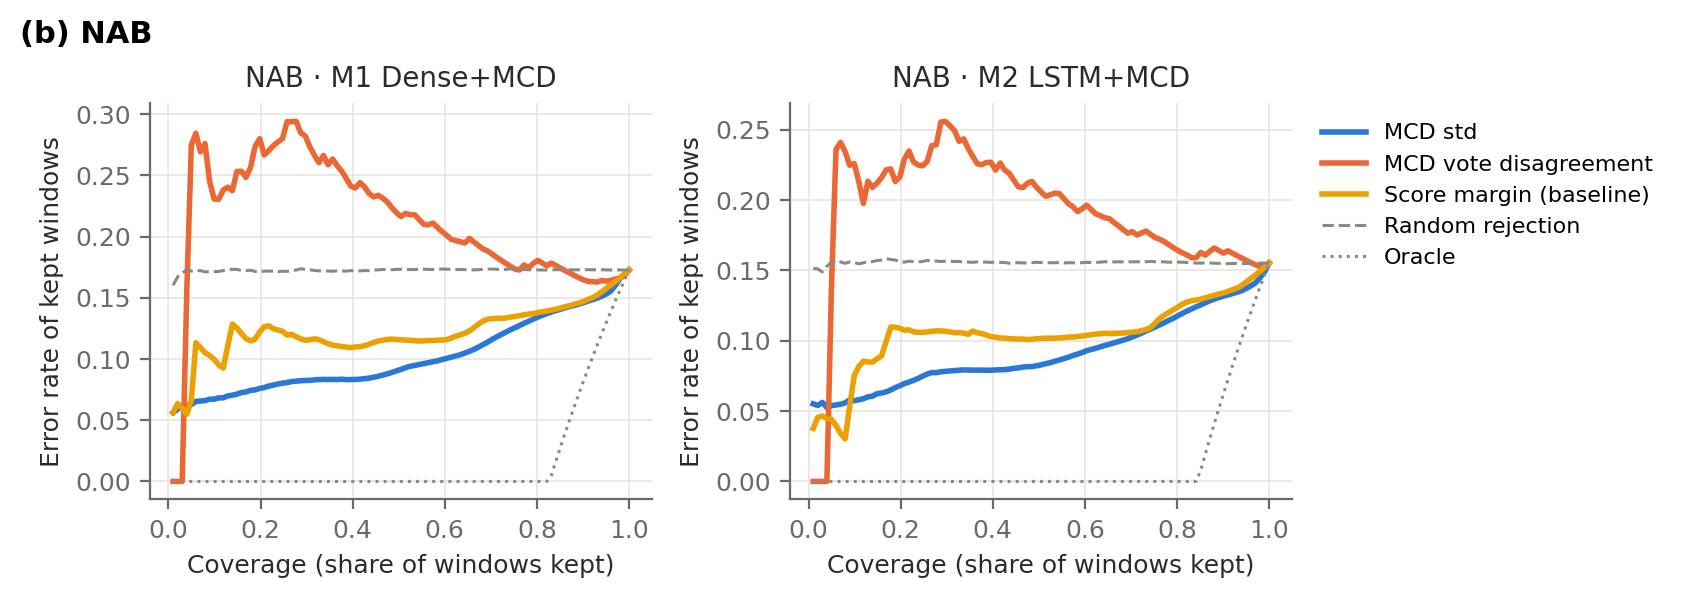 (b) NAB
NAB · M1 Dense+MCD
Error rate of kept windows
0.30
0.25
0.20
0.15
0.10
0.05
0.00
0.0 0.2 0.4 0.6 0.8 1.0
Coverage (share of windows kept)
NAB · M2 LSTM+MCD
Error rate of kept windows
0.25
0.20
0.15
0.10
0.05
0.00
0.0 0.2 0.4 0.6 0.8 1.0
Coverage (share of windows kept)
MCD std
MCD vote disagreement
Score margin (baseline)
Random rejection
Oracle